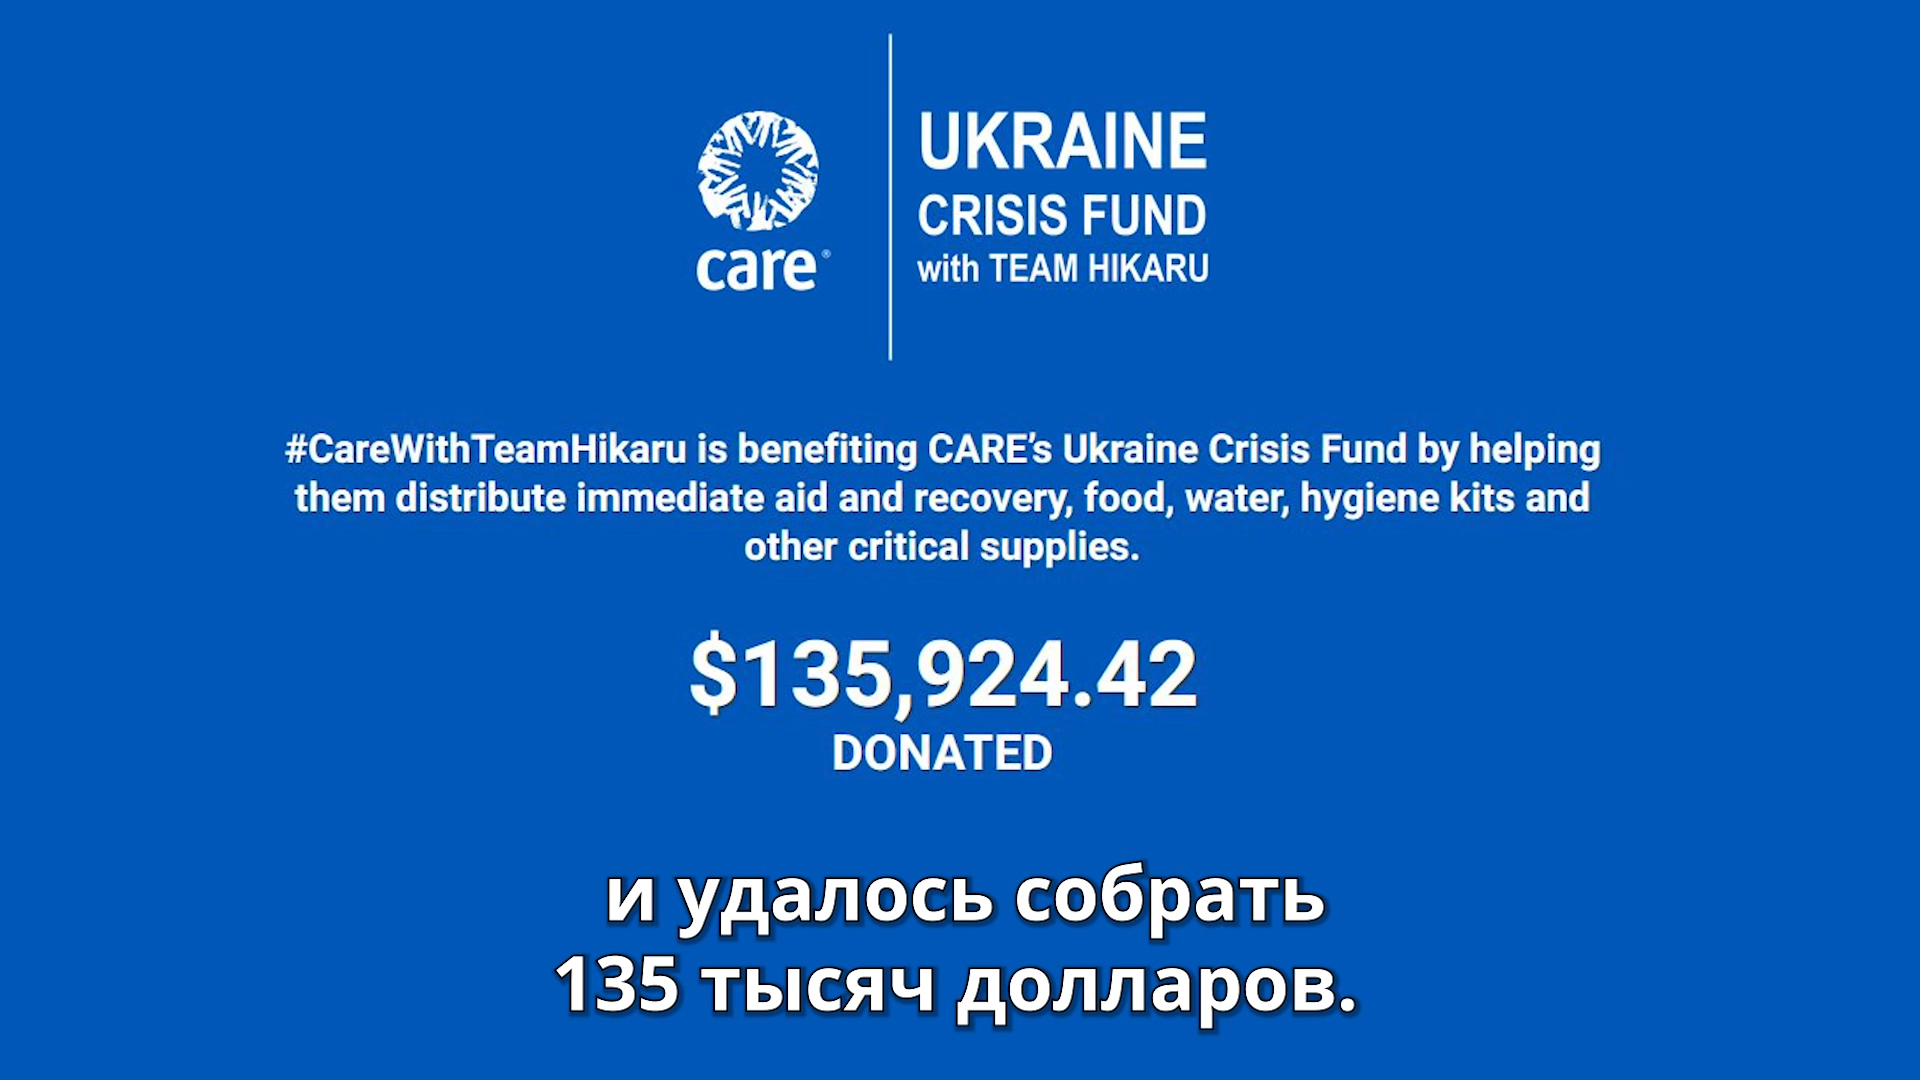 care®
UKRAINE
CRISIS FUND
with TEAM HIKARU
#CareWithTeamHikaru is benefiting CARE’s Ukraine Crisis Fund by helping
them distribute immediate aid and recovery, food, water, hygiene kits and
other critical supplies.
$135,924.42
DONATED
и удалось собрать
135 тысяч долларов.